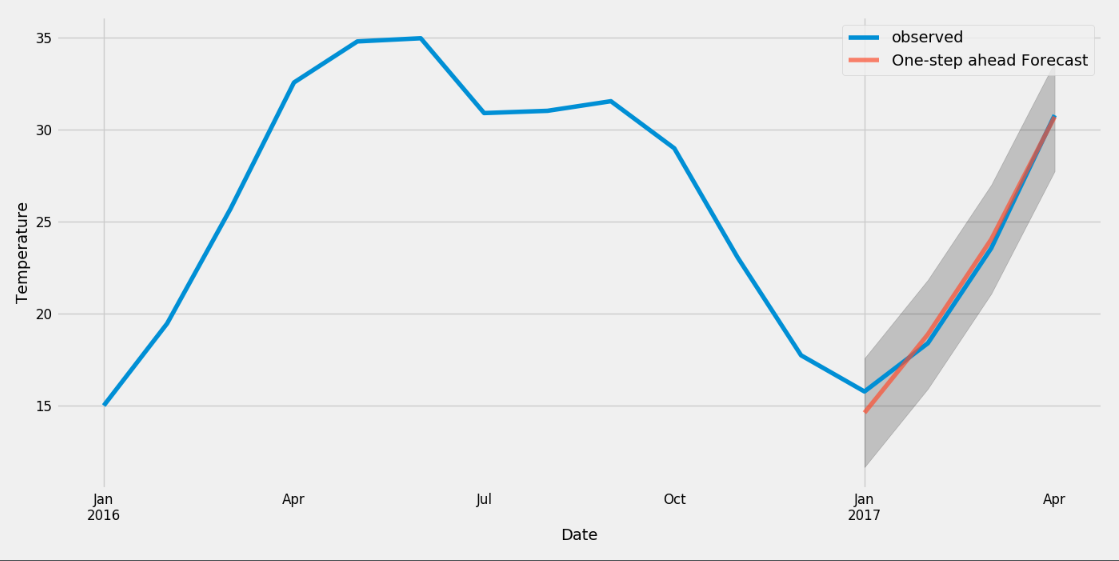 observed
One-step ahead Forecast
35
30
25
20
15
Temperature
Jan Apr Jul Oct Jan Apr
2016 2017
Date